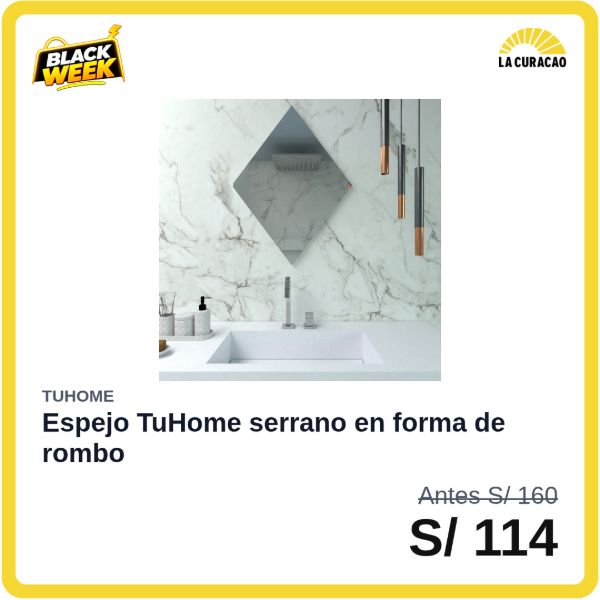 BLACK
WEEK
LA CURACAO
TUHOME
Espejo TuHome serrano en forma de
rombo
Antes S/ 160
S/ 114